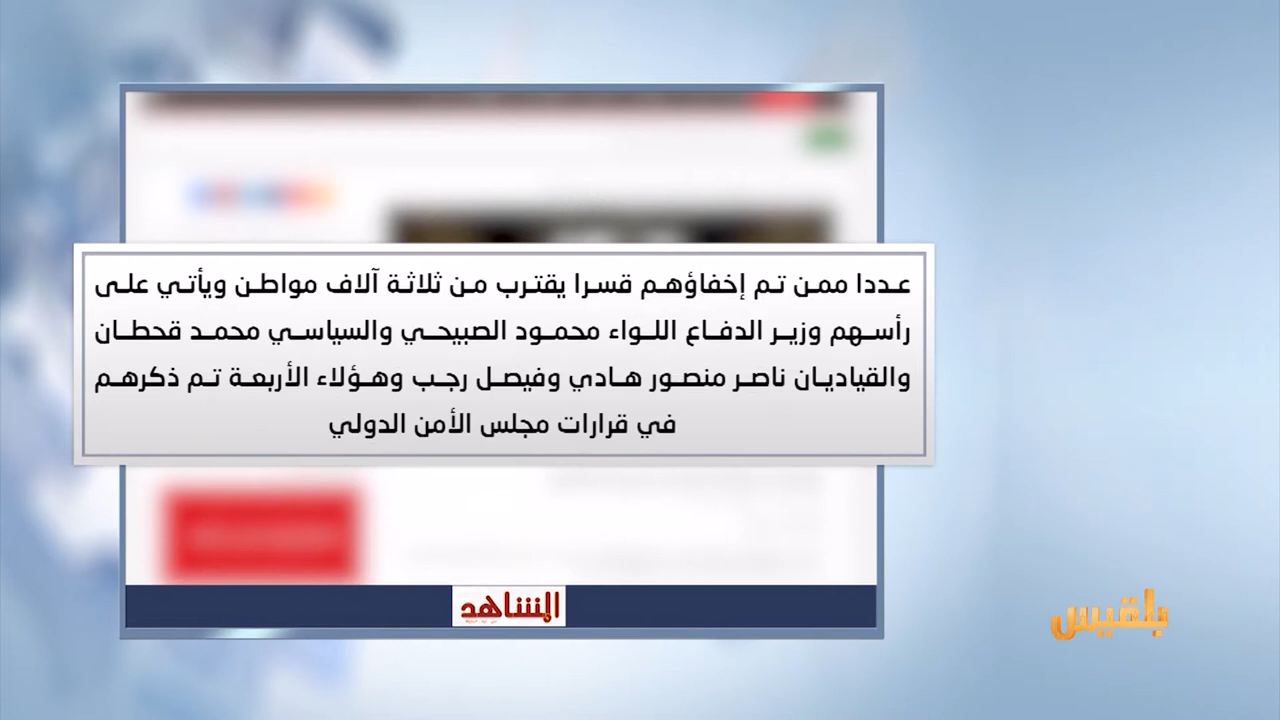 عددا ممن تم إخفاؤهم قسرا يقترب من ثلاثة آلاف مواطن ويأتي على
رأسهم وزير الدفاع اللواء محمود الصبيحي والسياسي محمد قحطان
والقياديان ناصر منصور هادي وفيصل رجب وهؤلاء الأربعة تم ذكرهم
في قرارات مجلس الأمن الدولي
المشاهد
بلقيس